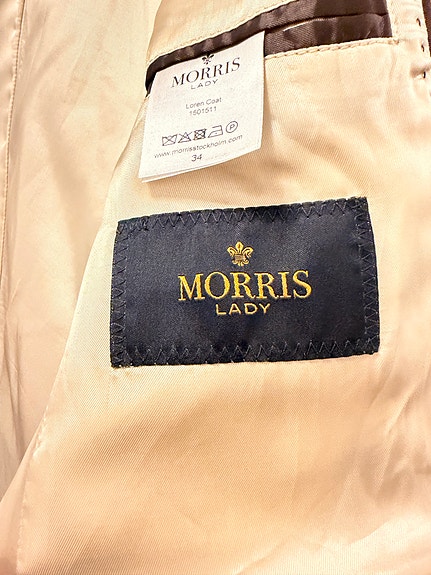 MORRIS
LADY
Loren Coat
1501511
P
www.morrisstockholm.com
34
MORRIS
LADY